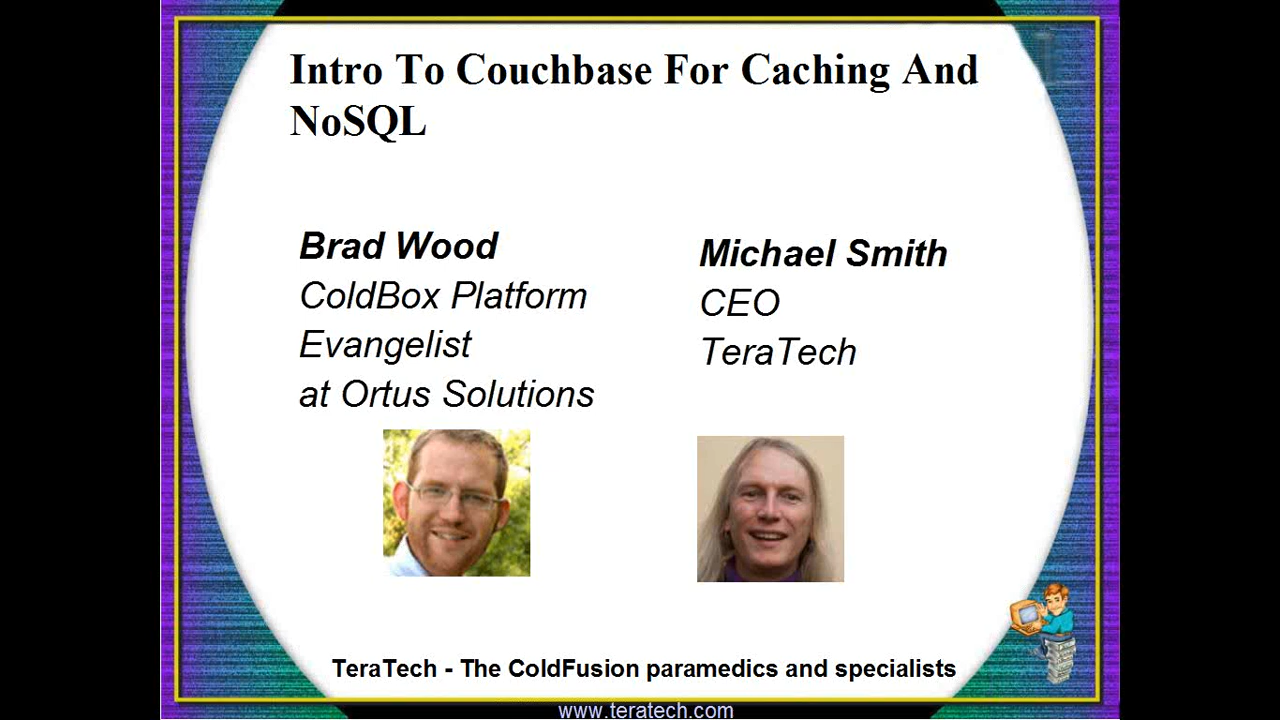 Intro To Couchbase For Caching And
NoSQL
Brad Wood
ColdBox Platform
Evangelist
at Ortus Solutions
Michael Smith
CEO
TeraTech
TeraTech - The ColdFusion paramedics and specialists
www.teratech.com